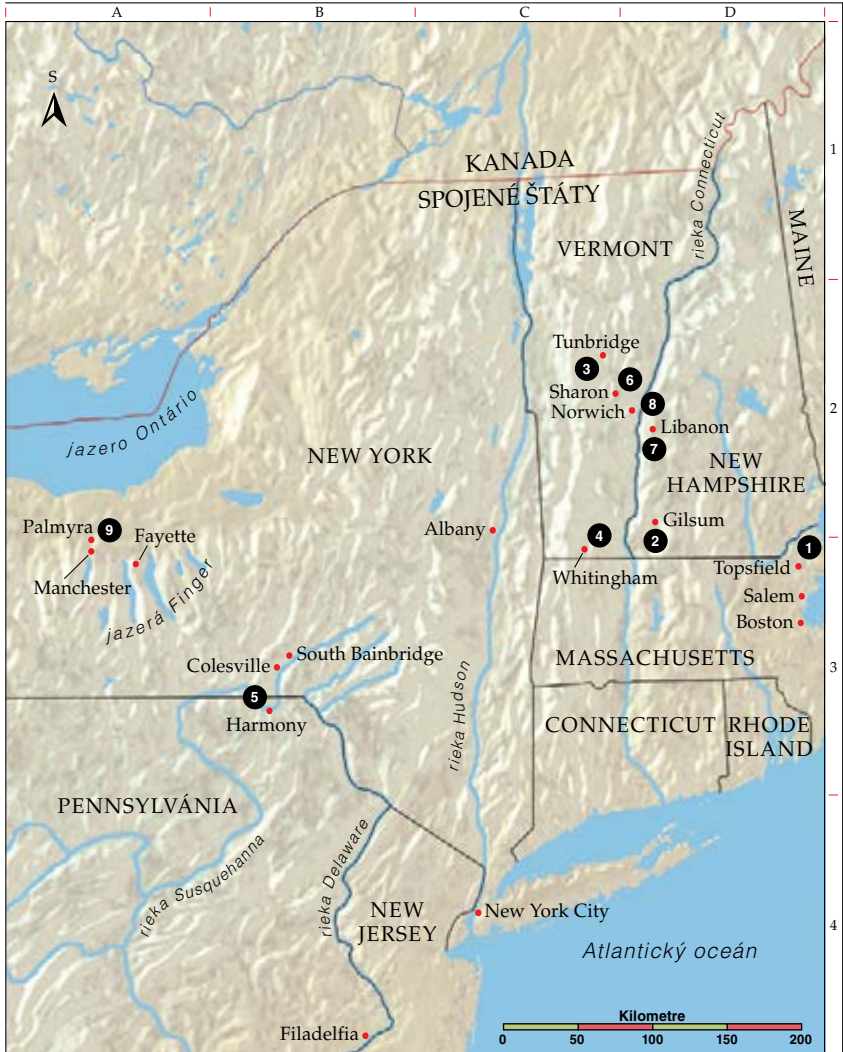 A B C D
S
1
KANADA
SPOJENÉ ŠTÁTY
rieka Connecticut
VERMONT
MAINE
Tunbridge
3
6
Sharon
8
Norwich
2
jazero Ontário
Libanon
7
NEW YORK
NEW
HAMPSHIRE
Palmyra
9
Fayette
Albany
4
Gilsum
2
1
Manchester
Whitingham
Topsfield
jazerá Finger
Salem
Boston
South Bainbridge
Colesville
MASSACHUSETTS
3
5
Harmony
rieka Hudson
CONNECTICUT
RHODE
ISLAND
PENNSYLVÁNIA
rieka Susquehanna
rieka Delaware
NEW
JERSEY
New York City
4
Atlantický oceán
Filadelfia
Kilometre
0 50 100 150 200